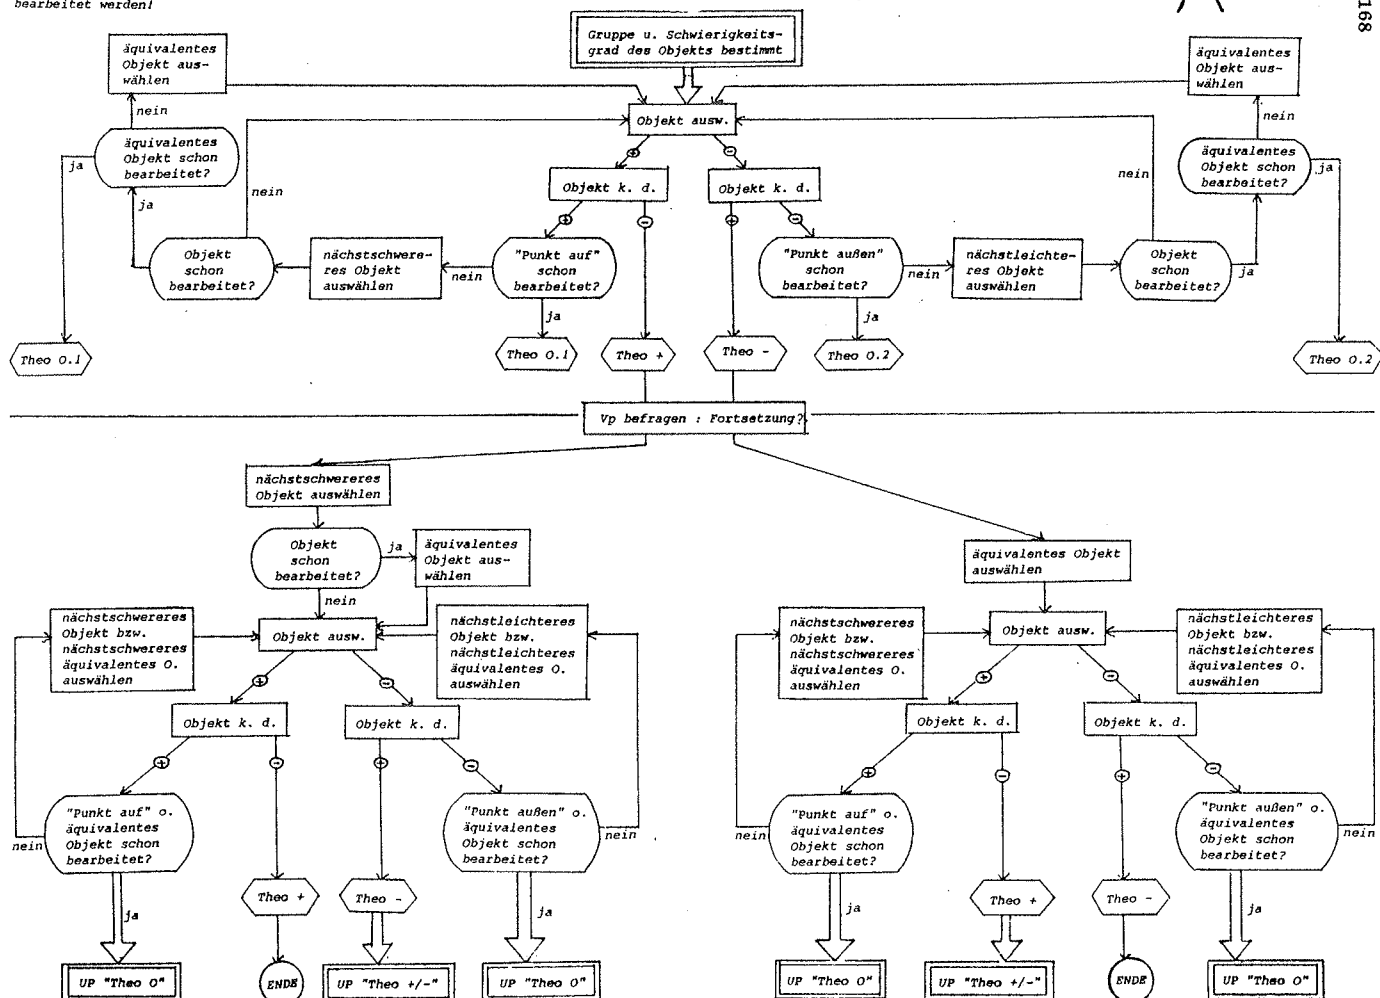 bearbeitet werden!
168
Gruppe u. Schwierigkeits-
grad des Objekts bestimmt
äquivalentes
Objekt aus-
wählen
äquivalentes
Objekt aus-
wählen
nein
nein
Objekt ausw.
äquivalentes
Objekt schon
bearbeitet?
äquivalentes
Objekt schon
bearbeitet?
ja
ja
nein
nein
⊕
⊖
Objekt k. d.
Objekt k. d.
ja
⊕
⊖
⊕
⊖
Objekt
schon
bearbeitet?
nächstschwere-
res Objekt
auswählen
nein
"Punkt auf"
schon
bearbeitet?
"Punkt außen"
schon
bearbeitet?
nein
nächstleichte-
res Objekt
auswählen
Objekt
schon
bearbeitet?
ja
ja
ja
Theo O.1
Theo O.1
Theo +
Theo -
Theo O.2
Theo O.2
Vp befragen : Fortsetzung?
nächstschwereres
Objekt auswählen
Objekt
schon
bearbeitet?
ja
äquivalentes
Objekt aus-
wählen
nein
äquivalentes Objekt
auswählen
nächstschwereres
Objekt bzw.
nächstschwereres
äquivalentes O.
auswählen
Objekt ausw.
nächstleichteres
Objekt bzw.
nächstleichteres
äquivalentes O.
auswählen
nächstschwereres
Objekt bzw.
nächstschwereres
äquivalentes O.
auswählen
Objekt ausw.
nächstleichteres
Objekt bzw.
nächstleichteres
äquivalentes O.
auswählen
⊕
⊖
⊕
⊖
Objekt k. d.
Objekt k. d.
Objekt k. d.
Objekt k. d.
⊕
⊖
⊕
⊖
⊕
⊖
⊕
⊖
"Punkt auf" o.
äquivalentes
Objekt schon
bearbeitet?
nein
"Punkt außen" o.
äquivalentes
Objekt schon
bearbeitet?
nein
"Punkt auf" o.
äquivalentes
Objekt schon
bearbeitet?
nein
"Punkt außen" o.
äquivalentes
Objekt schon
bearbeitet?
nein
ja
Theo +
Theo -
ja
ja
Theo +
Theo -
ja
UP "Theo O"
ENDE
UP "Theo +/-"
UP "Theo O"
UP "Theo O"
UP "Theo +/-"
ENDE
UP "Theo O"